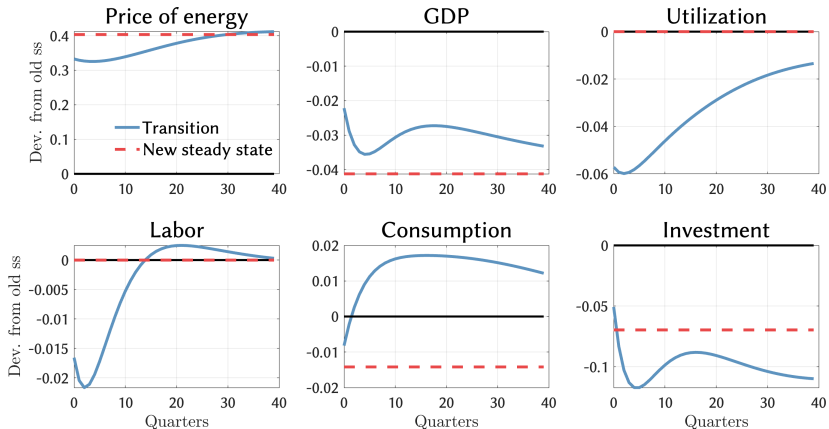 Price of energy
Dev. from old ss
0.4
0.3
0.2
0.1
0
Transition
New steady state
0 10 20 30 40
GDP
0
-0.01
-0.02
-0.03
-0.04
0 10 20 30 40
Utilization
0
-0.02
-0.04
-0.06
0 10 20 30 40
Labor
Dev. from old ss
0
-0.005
-0.01
-0.015
-0.02
0 10 20 30 40
Quarters
Consumption
0.02
0.01
0
-0.01
-0.02
0 10 20 30 40
Quarters
Investment
0
-0.05
-0.1
0 10 20 30 40
Quarters